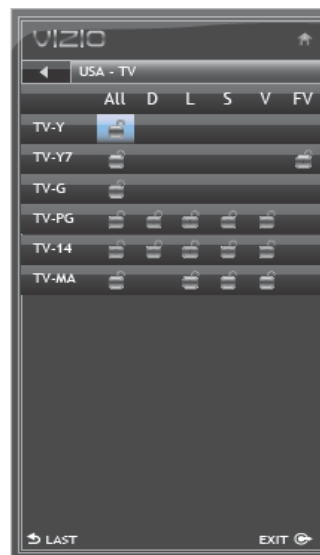 VIZIO
USA - TV
All D L S V FV
TV-Y
TV-Y7
TV-G
TV-PG
TV-14
TV-MA
LAST EXIT